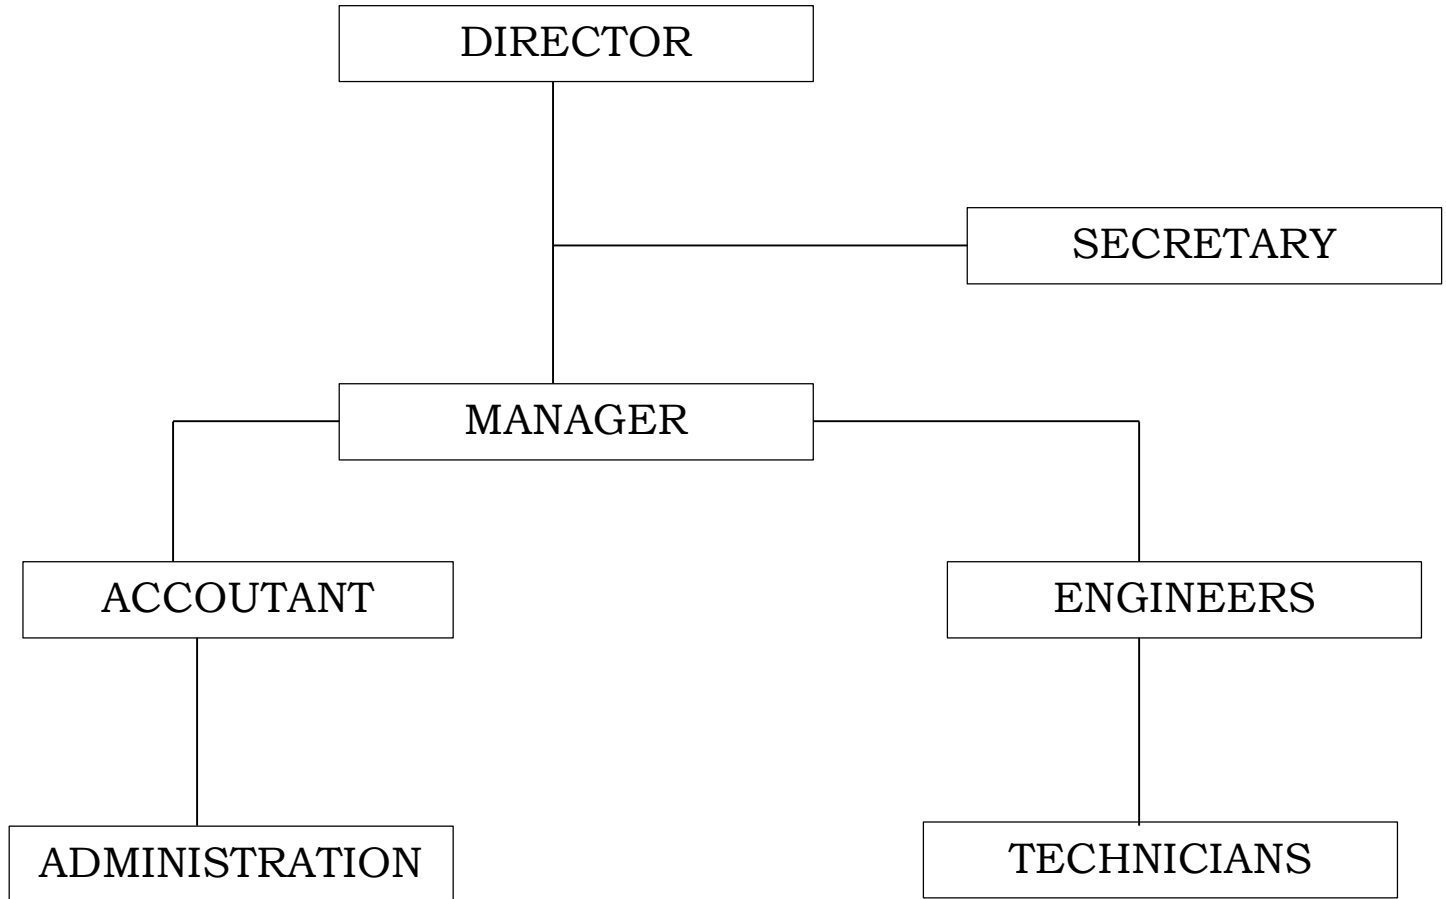 DIRECTOR
SECRETARY
MANAGER
ACCOUTANT
ENGINEERS
ADMINISTRATION
TECHNICIANS